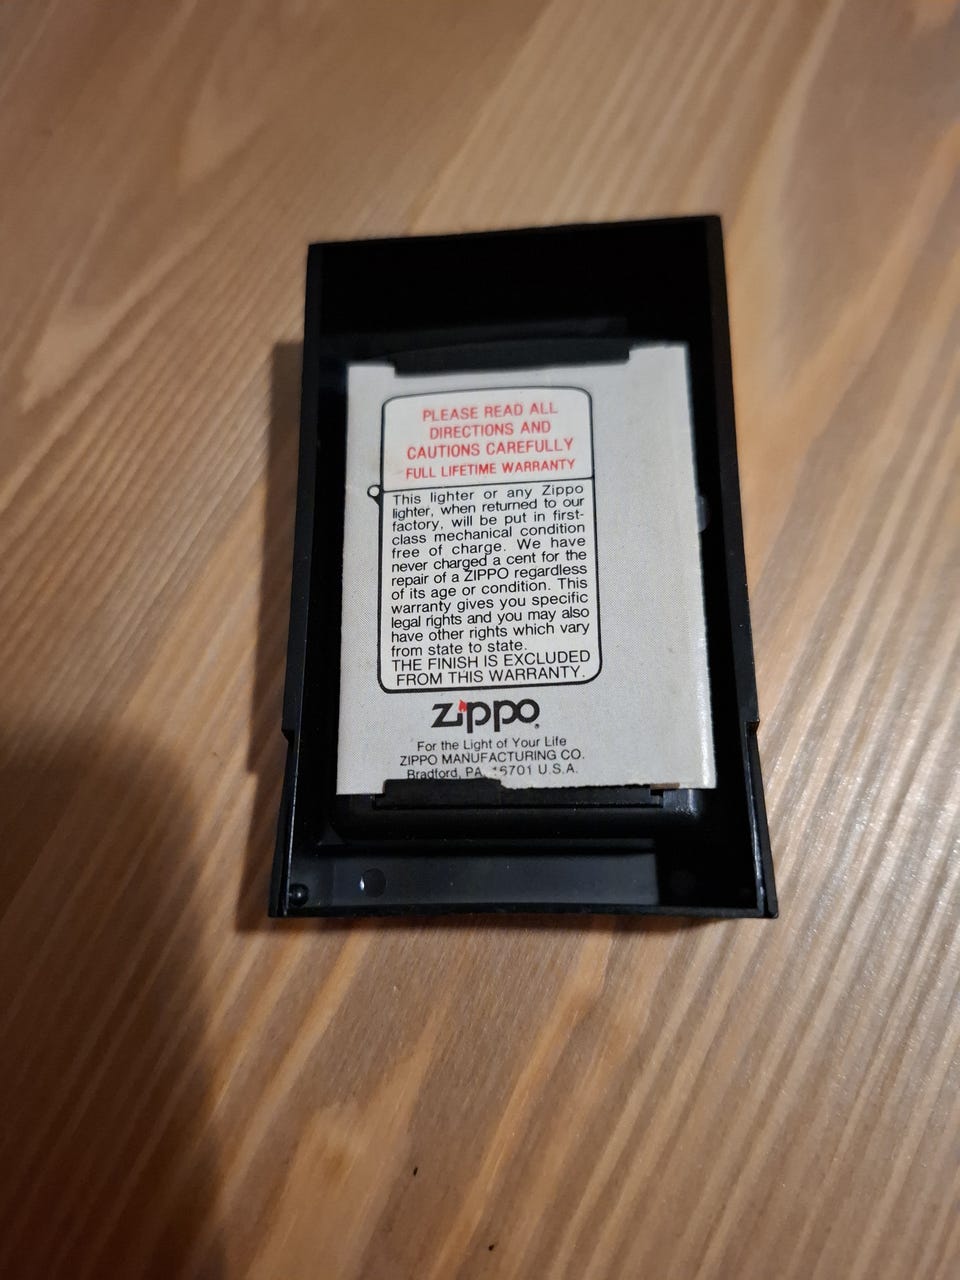 PLEASE READ ALL
DIRECTIONS AND
CAUTIONS CAREFULLY
FULL LIFETIME WARRANTY
This lighter or any Zippo
lighter, when returned to our
factory, will be put in first-
class mechanical condition
free of charge. We have
never charged a cent for the
repair of a ZIPPO regardless
of its age or condition. This
warranty gives you specific
legal rights and you may also
have other rights which vary
from state to state.
THE FINISH IS EXCLUDED
FROM THIS WARRANTY.
Zippo
For the Light of Your Life
ZIPPO MANUFACTURING CO.
Bradford, PA. 16701 U.S.A.